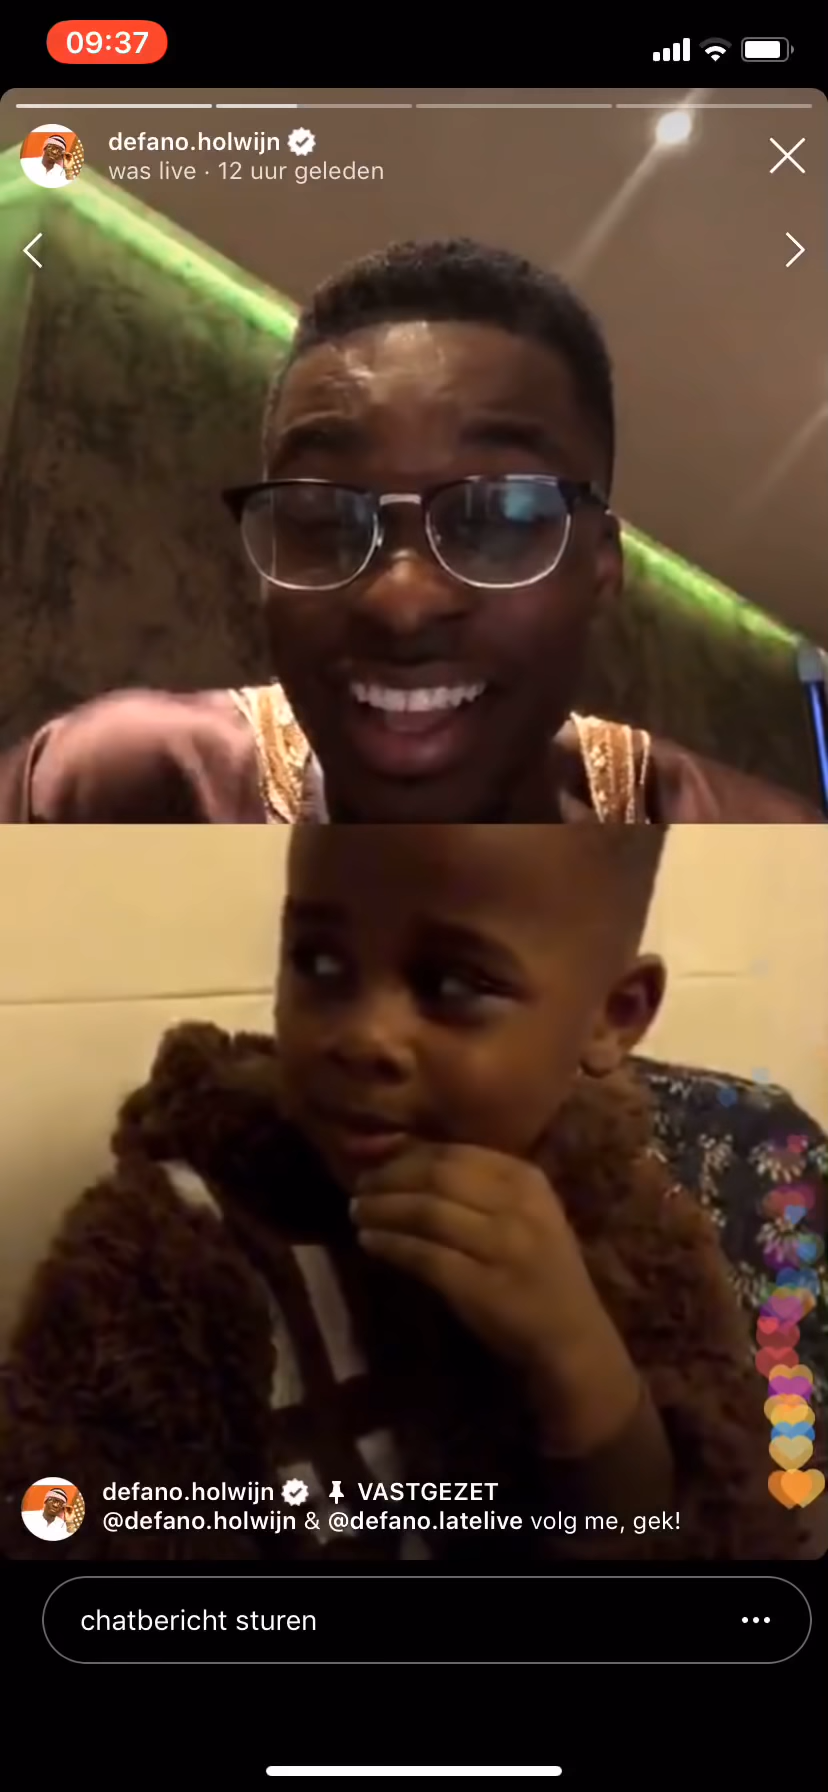 09:37
defano.holwijn
was live · 12 uur geleden
defano.holwijn VASTGEZET
@defano.holwijn & @defano.latelive volg me, gek!
chatbericht sturen